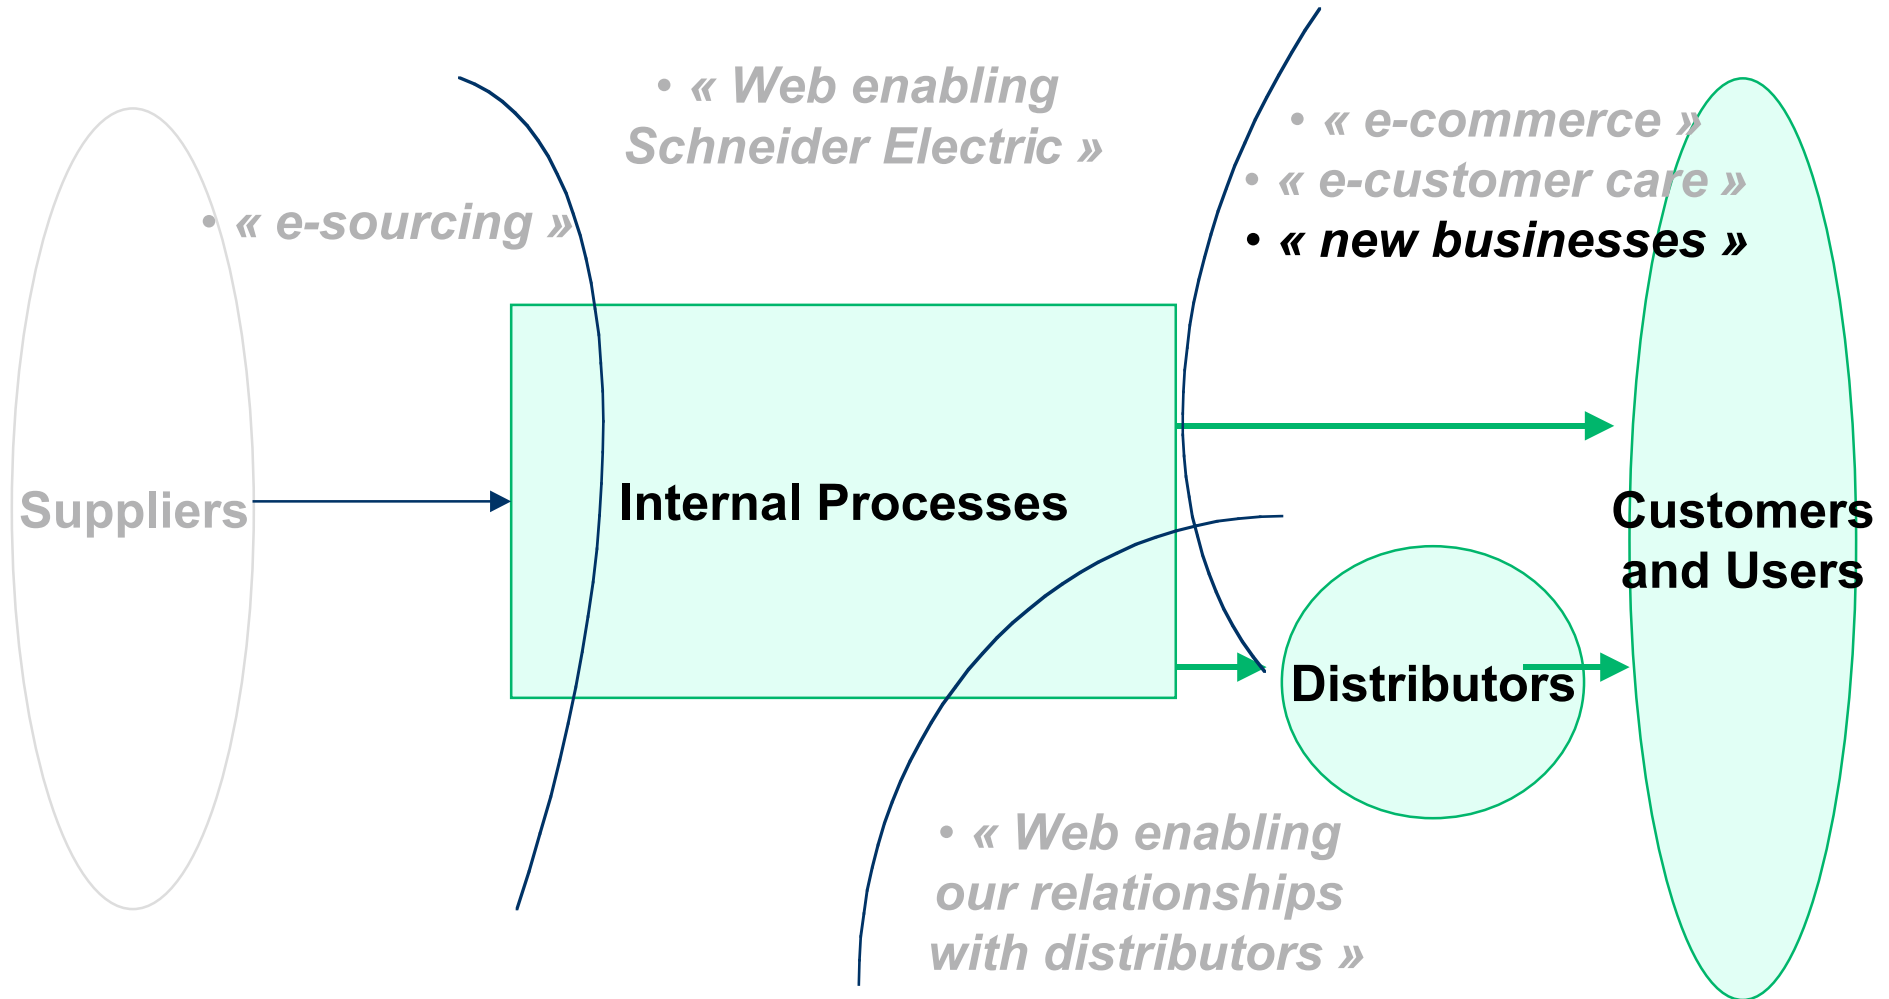 • « Web enabling
Schneider Electric »
• « e-commerce »
• « e-customer care »
• « new businesses »
• « e-sourcing »
Suppliers
Internal Processes
Customers
and Users
Distributors
• « Web enabling
our relationships
with distributors »